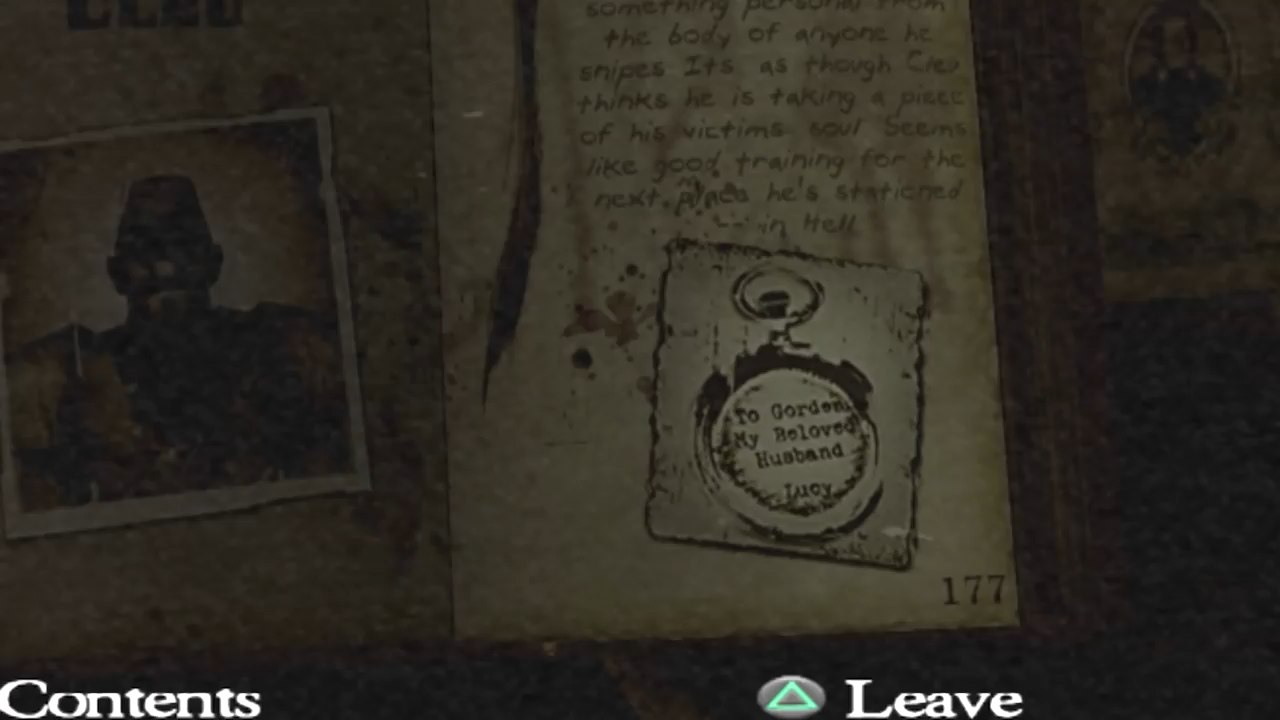 something personal from
the body of anyone he
snipes Its as though Cleo
thinks he is taking a piece
of his victims soul Seems
like good training for the
next place he's stationed
in Hell
To Gorden
My Beloved
Husband
Lucy
177
Contents
Leave